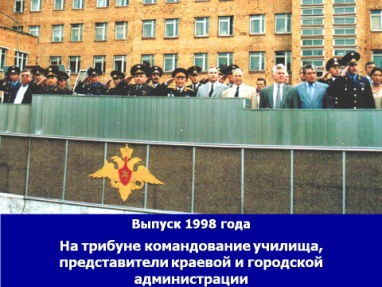 Выпуск 1998 года
На трибуне командование училища,
представители краевой и городской
администрации